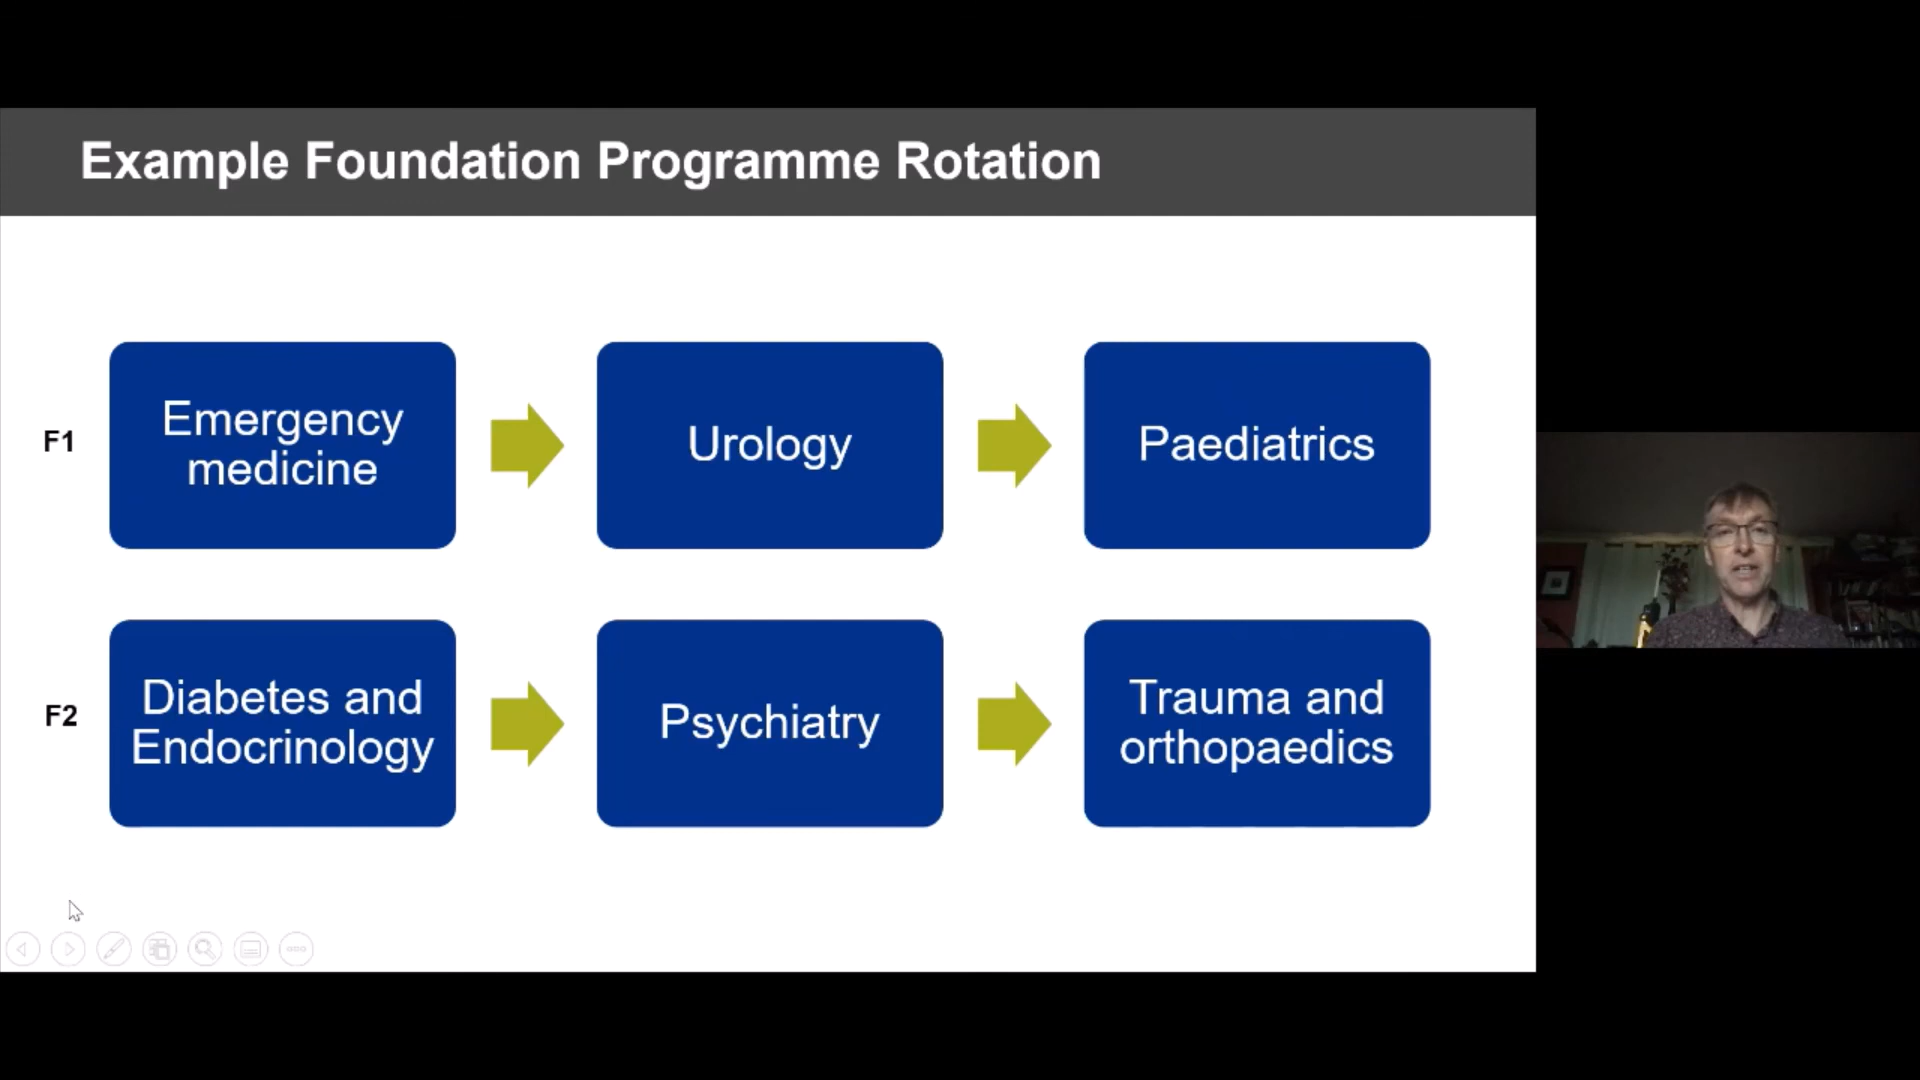 Example Foundation Programme Rotation
F1
Emergency
medicine
Urology
Paediatrics
F2
Diabetes and
Endocrinology
Psychiatry
Trauma and
orthopaedics